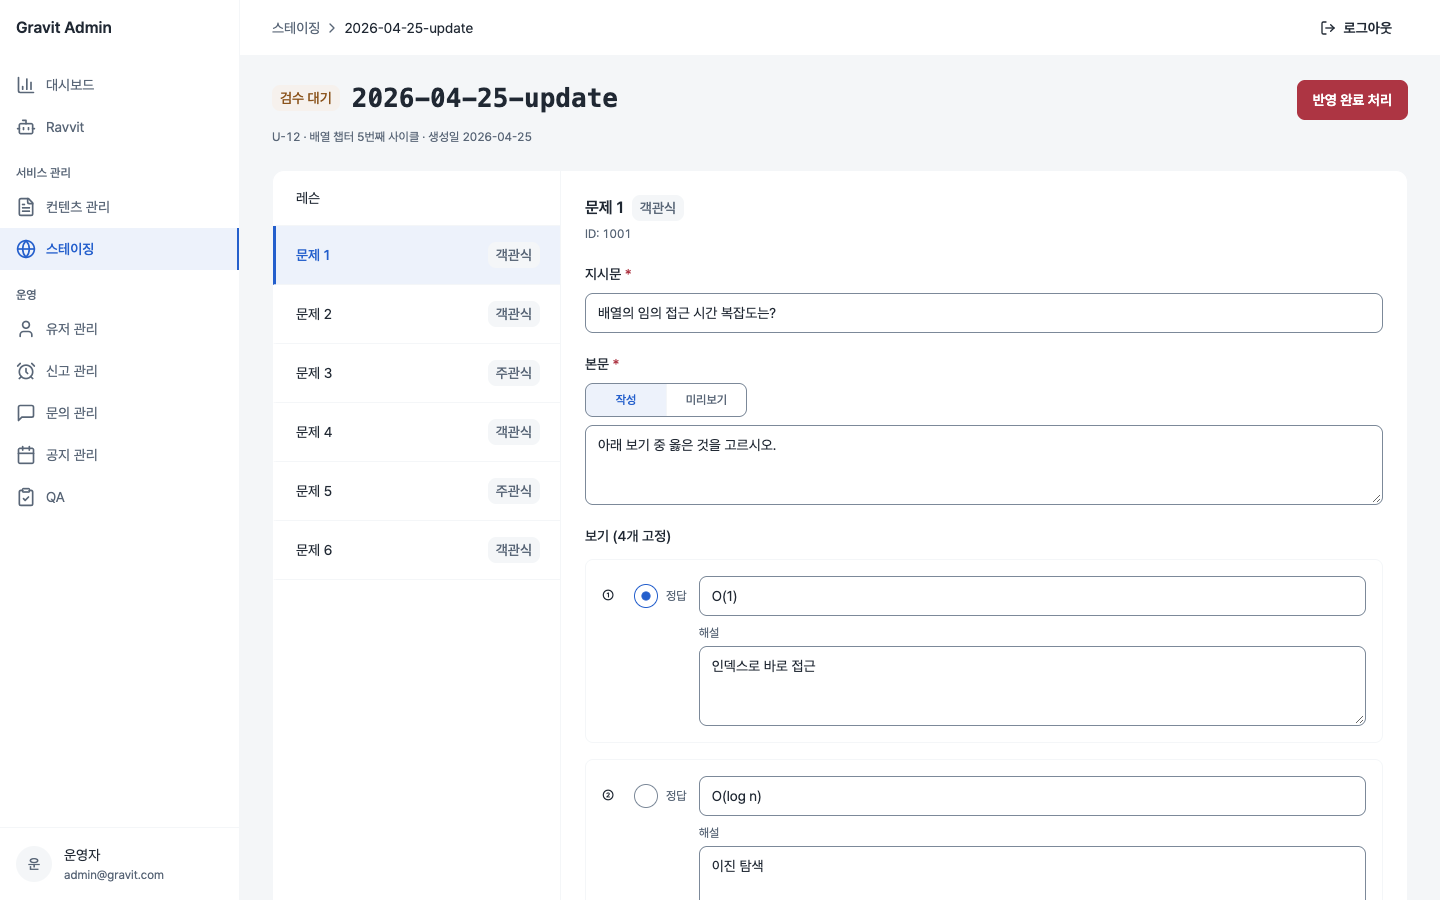 Gravit Admin
대시보드
Ravvit
서비스 관리
컨텐츠 관리
스테이징
운영
유저 관리
신고 관리
문의 관리
공지 관리
QA
운
운영자
admin@gravit.com
스테이징 > 2026-04-25-update
로그아웃
검수 대기 2026-04-25-update
반영 완료 처리
U-12 · 배열 챕터 5번째 사이클 · 생성일 2026-04-25
레슨
문제 1 객관식
문제 2 객관식
문제 3 주관식
문제 4 객관식
문제 5 주관식
문제 6 객관식
문제 1 객관식
ID: 1001
지시문 *
배열의 임의 접근 시간 복잡도는?
본문 *
작성 미리보기
아래 보기 중 옳은 것을 고르시오.
보기 (4개 고정)
① 정답 O(1)
해설
인덱스로 바로 접근
② 정답 O(log n)
해설
이진 탐색